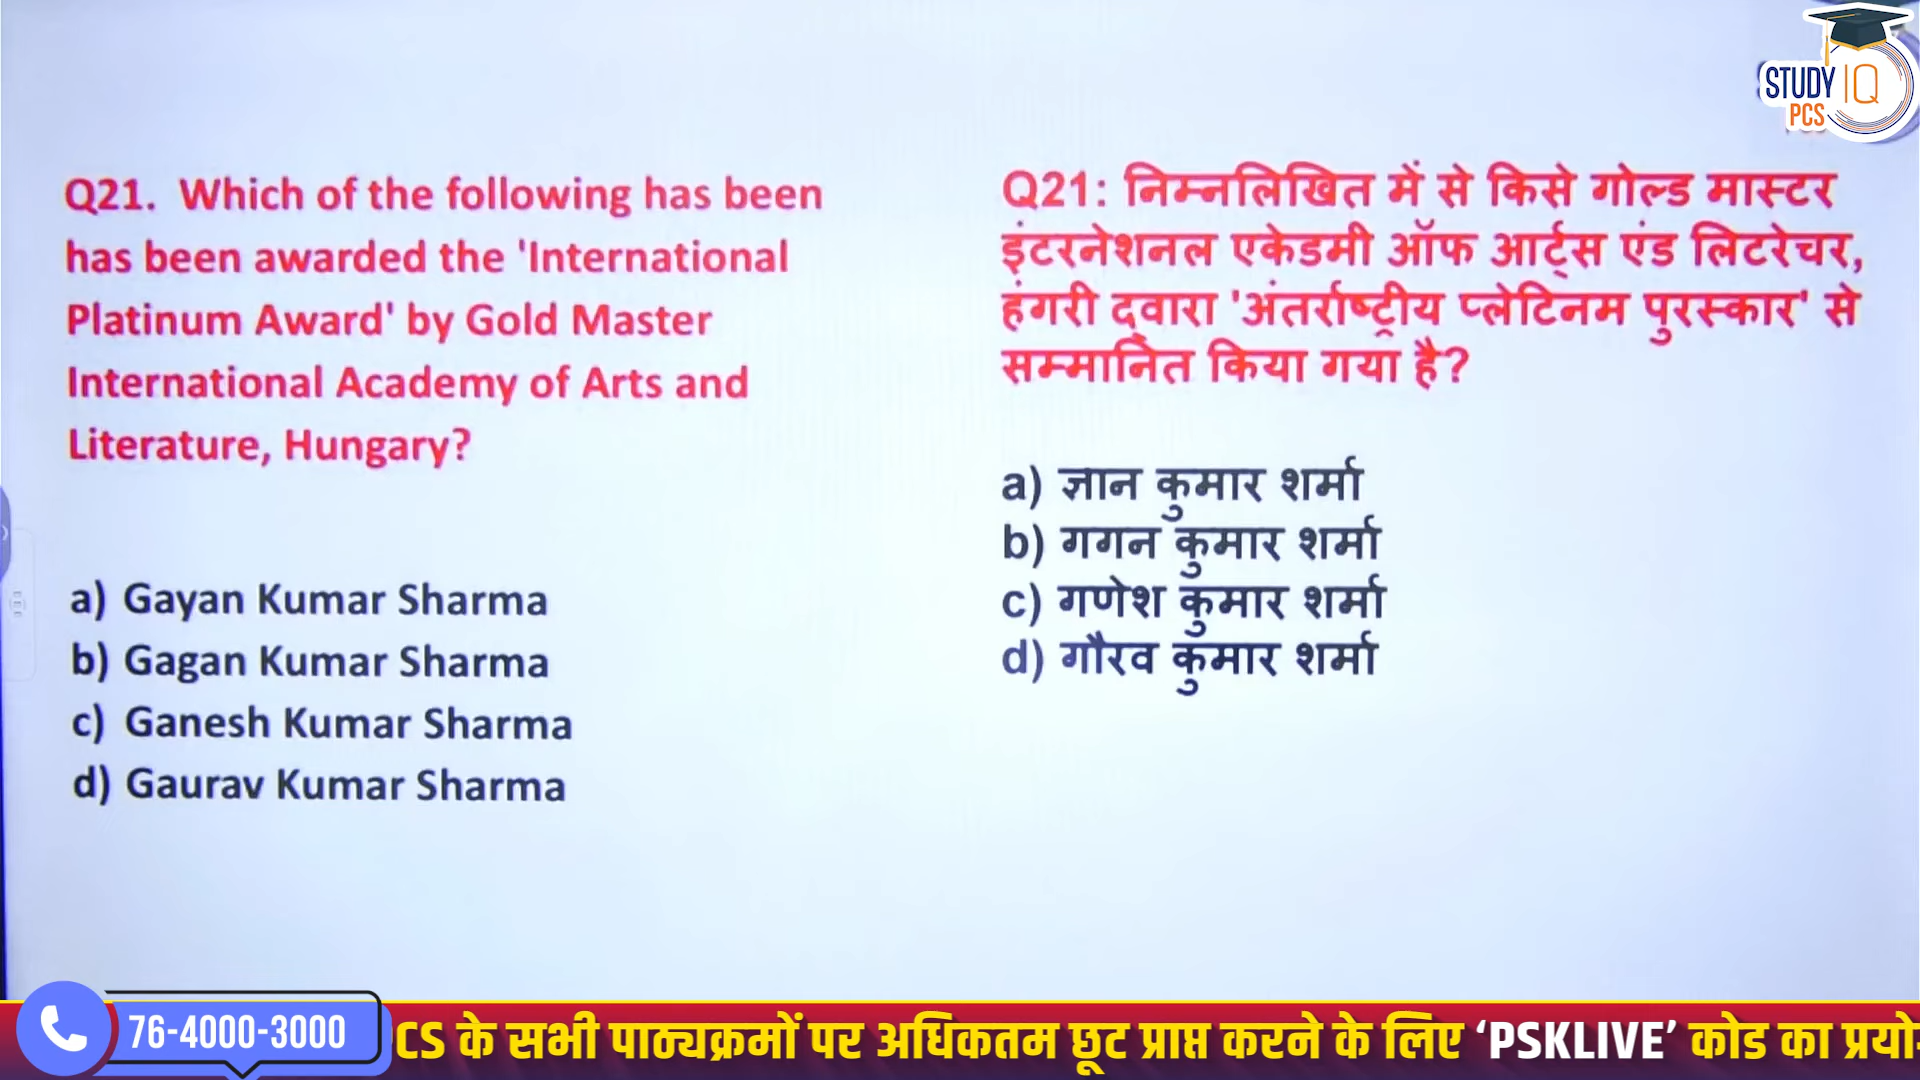 STUDY IQ
PCS
Q21. Which of the following has been
has been awarded the 'International
Platinum Award' by Gold Master
International Academy of Arts and
Literature, Hungary?
a) Gayan Kumar Sharma
b) Gagan Kumar Sharma
c) Ganesh Kumar Sharma
d) Gaurav Kumar Sharma
Q21: निम्नलिखित में से किसे गोल्ड मास्टर
इंटरनेशनल एकेडमी ऑफ आर्ट्स एंड लिटरेचर,
हंगरी द्वारा 'अंतर्राष्ट्रीय प्लेटिनम पुरस्कार' से
सम्मानित किया गया है?
a) ज्ञान कुमार शर्मा
b) गगन कुमार शर्मा
c) गणेश कुमार शर्मा
d) गौरव कुमार शर्मा
76-4000-3000
CS के सभी पाठ्यक्रमों पर अधिकतम छूट प्राप्त करने के लिए ‘PSKLIVE’ कोड का